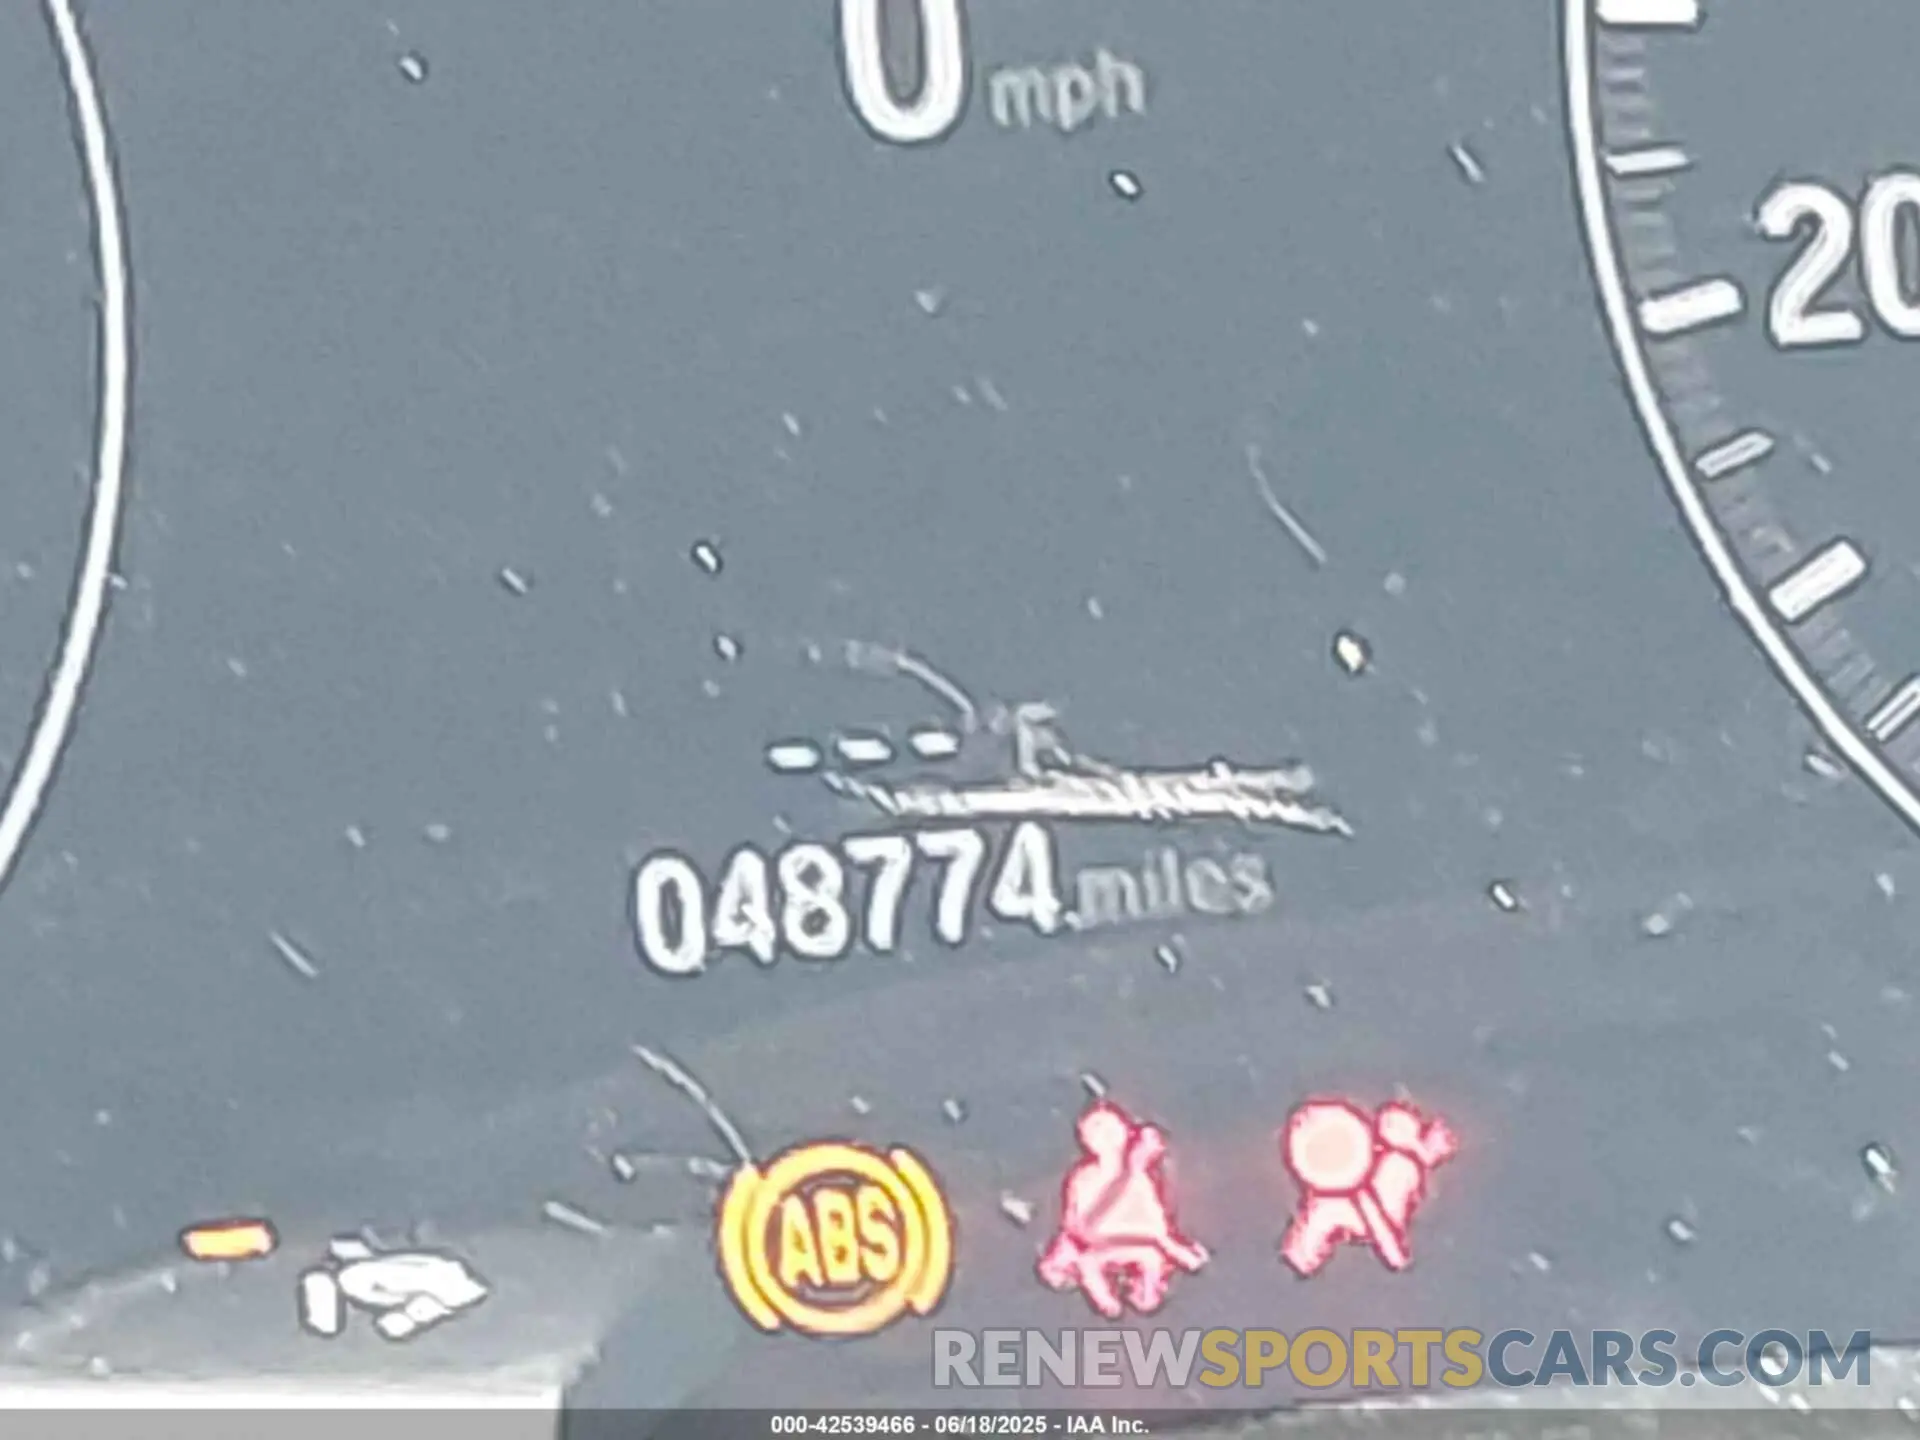 0 mph
20
--- F
048774 miles
ABS
RENEWSPORTSCARS.COM
000-42539466 - 06/18/2025 - IAA Inc.